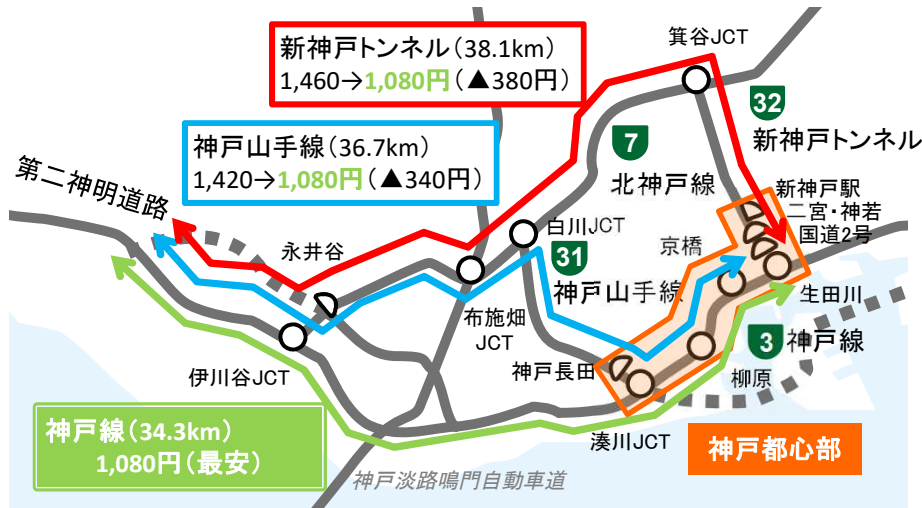 新神戸トンネル（38.1km）
1,460→1,080円（▲380円）
箕谷JCT
32
新神戸トンネル
神戸山手線（36.7km）
1,420→1,080円（▲340円）
7
北神戸線
第二神明道路
新神戸駅
二宮・神若
国道2号
永井谷
白川JCT
京橋
31
神戸山手線
生田川
布施畑
JCT
3
神戸線
伊川谷JCT
神戸長田
柳原
湊川JCT
神戸線（34.3km）
1,080円（最安）
神戸都心部
神戸淡路鳴門自動車道